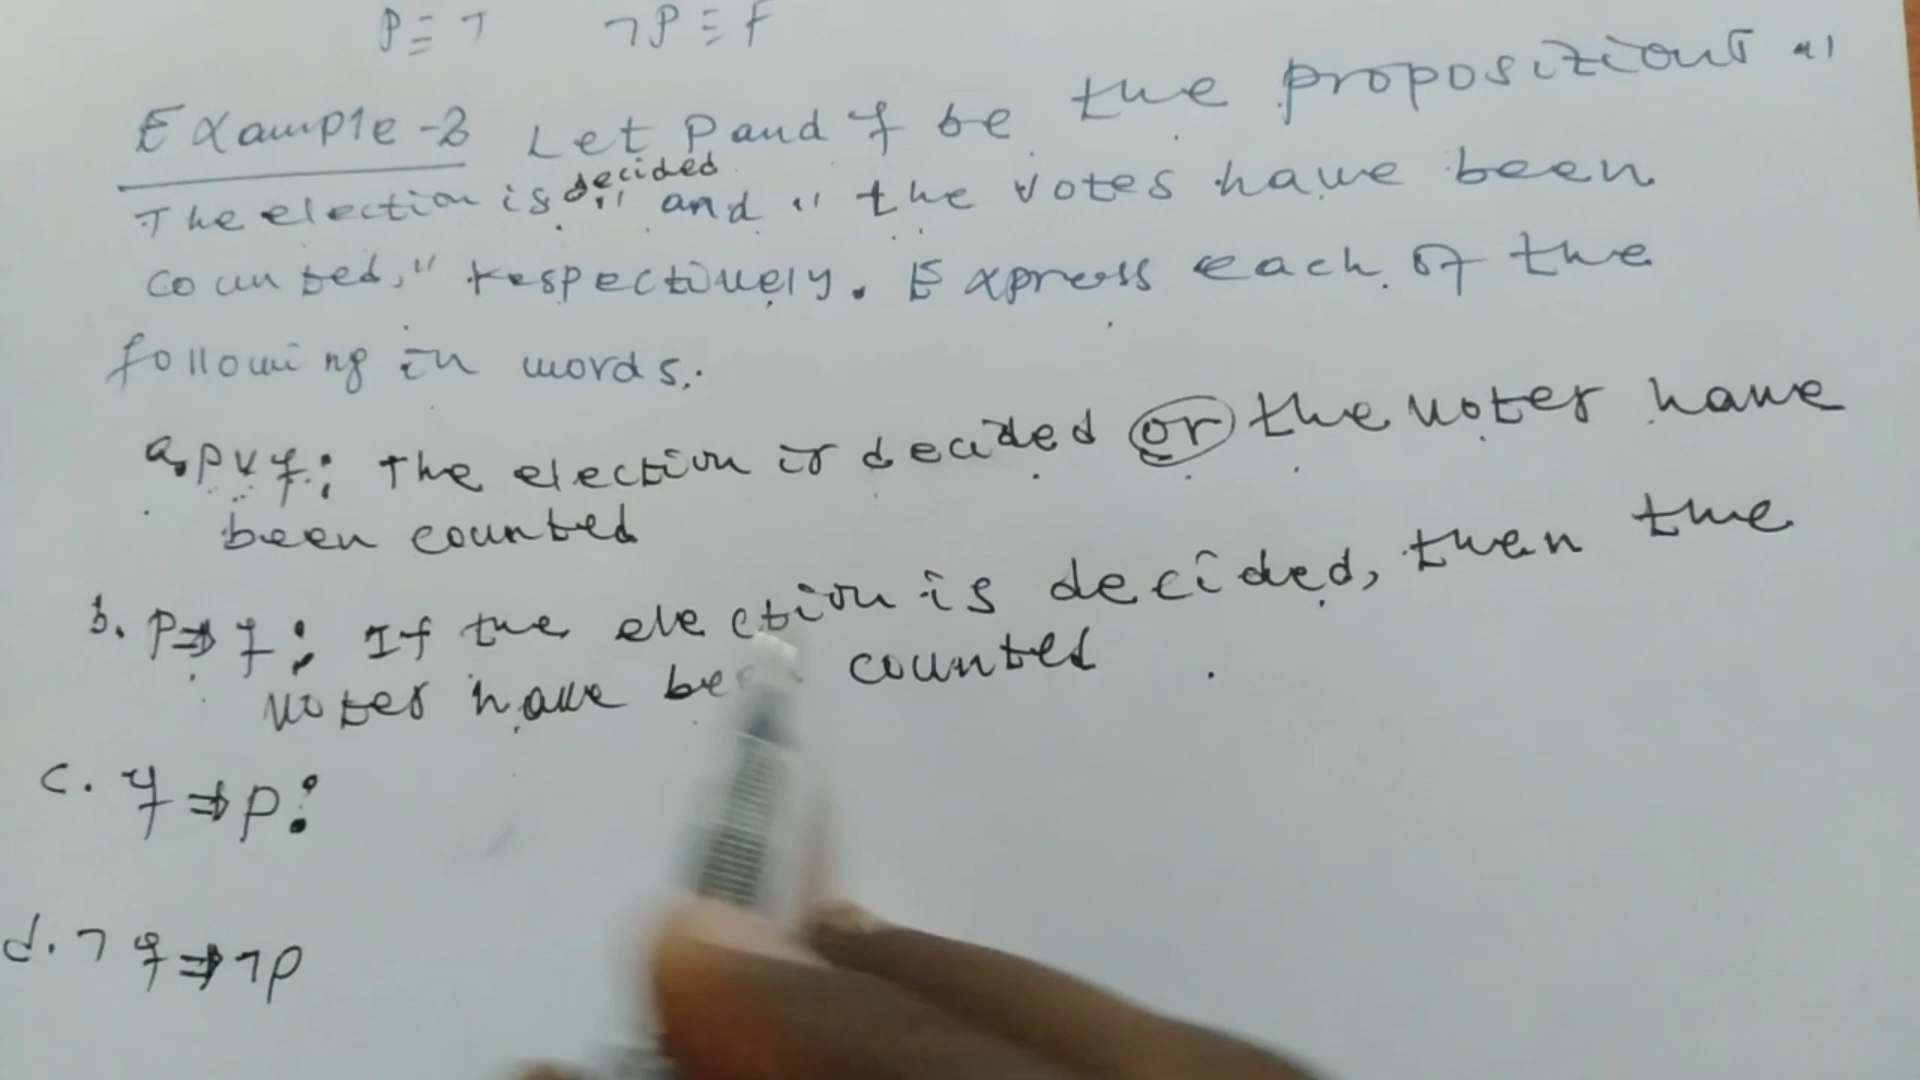 P ≡ T ¬P ≡ F
Example-2 Let P and q be the propositions "
The election is decided" and " the votes have been
counted," respectively. Express each of the
following in words.
a. p ∨ q: The election is decided or the votes have
been counted
b. P ⇒ q: If the election is decided, then the
votes have been counted
c. q ⇒ p:
d. ¬q ⇒ ¬p